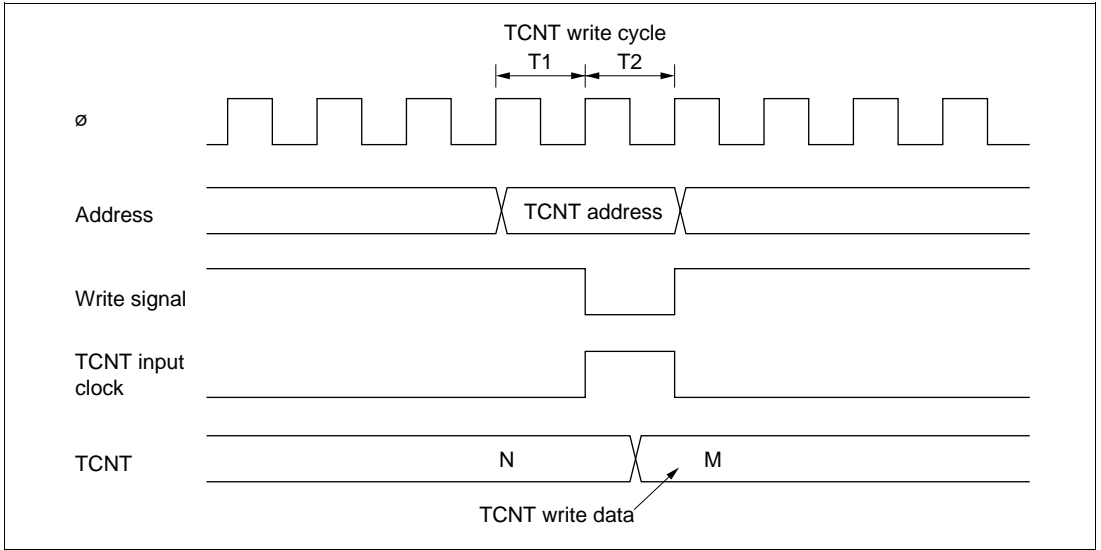 TCNT write cycle
T1 T2
ø
Address
TCNT address
Write signal
TCNT input
clock
TCNT
N M
TCNT write data